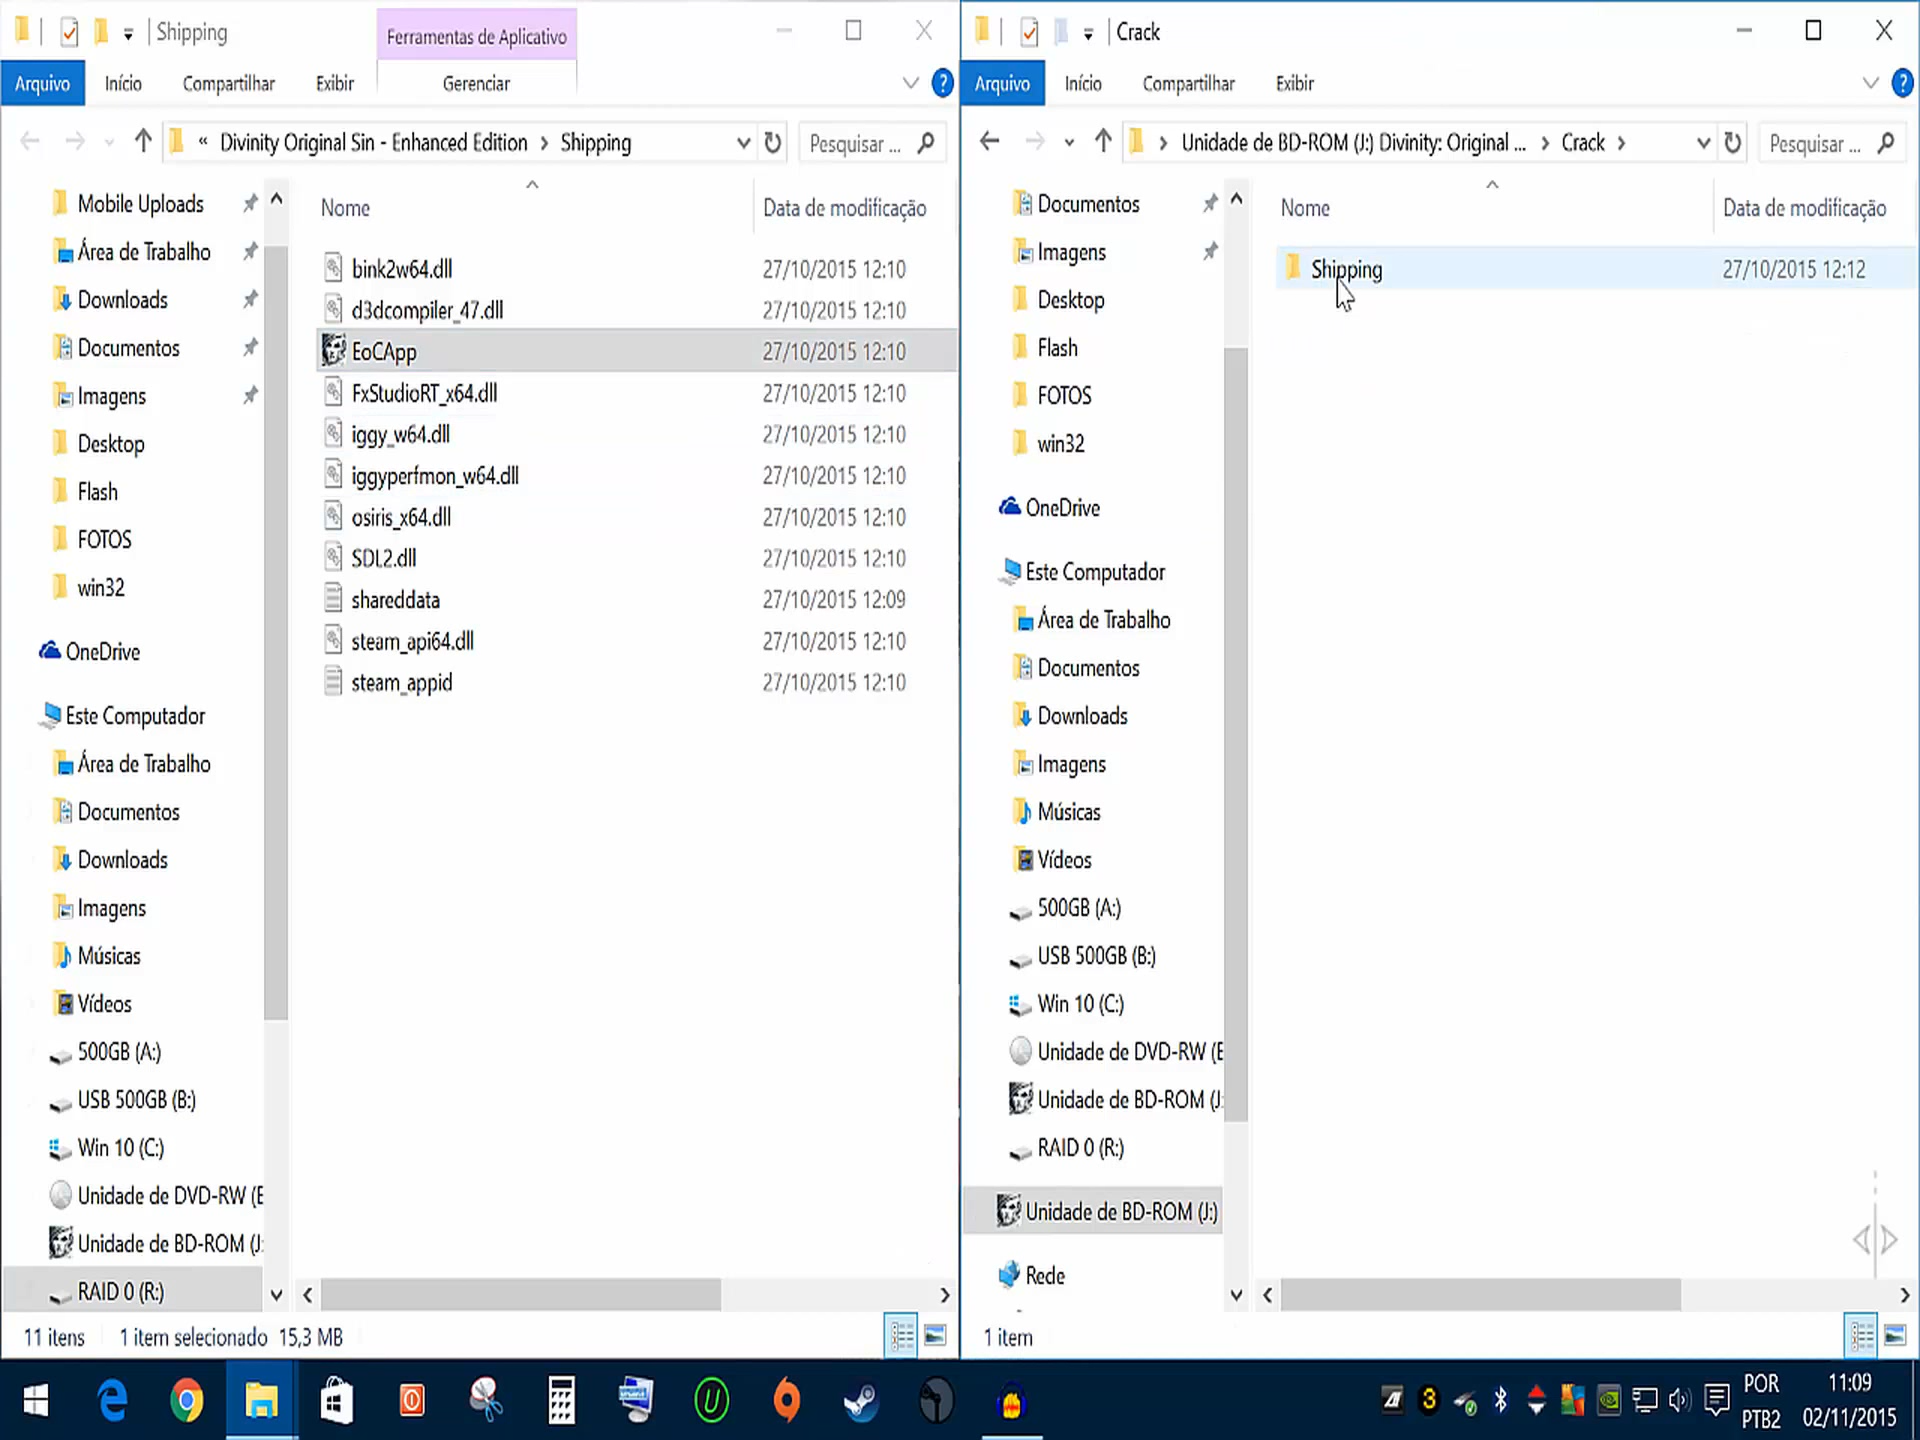 Shipping
Ferramentas de Aplicativo
Arquivo Início Compartilhar Exibir Gerenciar
« Divinity Original Sin - Enhanced Edition > Shipping
Pesquisar ...
Mobile Uploads
Área de Trabalho
Downloads
Documentos
Imagens
Desktop
Flash
FOTOS
win32
OneDrive
Este Computador
Área de Trabalho
Documentos
Downloads
Imagens
Músicas
Vídeos
500GB (A:)
USB 500GB (B:)
Win 10 (C:)
Unidade de DVD-RW (E
Unidade de BD-ROM (J:
RAID 0 (R:)
Nome Data de modificação
bink2w64.dll 27/10/2015 12:10
d3dcompiler_47.dll 27/10/2015 12:10
EoCApp 27/10/2015 12:10
FxStudioRT_x64.dll 27/10/2015 12:10
iggy_w64.dll 27/10/2015 12:10
iggyperfmon_w64.dll 27/10/2015 12:10
osiris_x64.dll 27/10/2015 12:10
SDL2.dll 27/10/2015 12:10
shareddata 27/10/2015 12:09
steam_api64.dll 27/10/2015 12:10
steam_appid 27/10/2015 12:10
11 itens 1 item selecionado 15,3 MB
Crack
Arquivo Início Compartilhar Exibir
> Unidade de BD-ROM (J:) Divinity: Original ... > Crack >
Pesquisar ...
Documentos
Imagens
Desktop
Flash
FOTOS
win32
OneDrive
Este Computador
Área de Trabalho
Documentos
Downloads
Imagens
Músicas
Vídeos
500GB (A:)
USB 500GB (B:)
Win 10 (C:)
Unidade de DVD-RW (E
Unidade de BD-ROM (J:
RAID 0 (R:)
Unidade de BD-ROM (J:)
Rede
Nome Data de modificação
Shipping 27/10/2015 12:12
1 item
3
POR
PTB2
11:09
02/11/2015